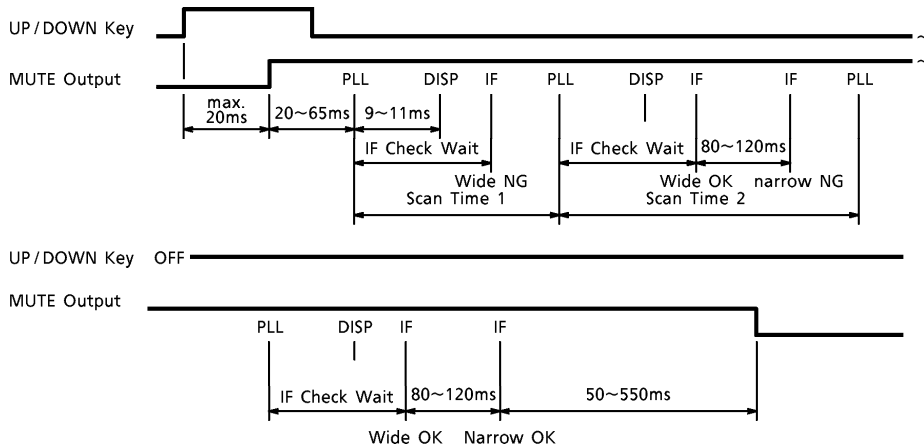 UP/DOWN Key
MUTE Output
PLL DISP IF PLL DISP IF IF PLL
max.
20ms
20~65ms 9~11ms
80~120ms
IF Check Wait IF Check Wait
Wide NG Wide OK narrow NG
Scan Time 1 Scan Time 2
UP/DOWN Key OFF
MUTE Output
PLL DISP IF IF
IF Check Wait 80~120ms 50~550ms
Wide OK Narrow OK